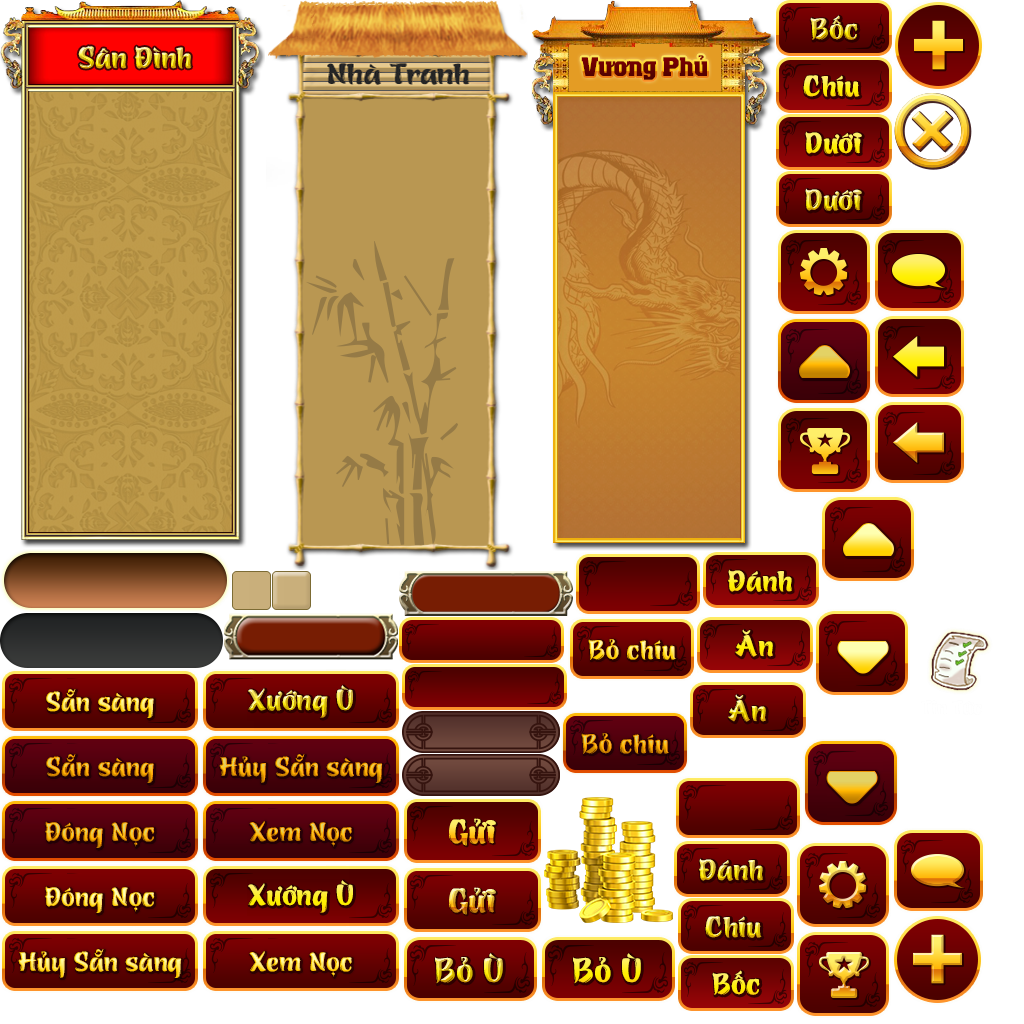 Sân Đình
Nhà Tranh
Vương Phủ
Bốc
Chíu
Dưới
Dưới
Đánh
Bỏ chíu
Ăn
Sẵn sàng
Xướng Ù
Ăn
Bỏ chíu
Sẵn sàng
Hủy Sẵn sàng
Đóng Nọc
Xem Nọc
Gửi
Đánh
Đóng Nọc
Xướng Ù
Gửi
Chíu
Hủy Sẵn sàng
Xem Nọc
Bỏ Ù
Bỏ Ù
Bốc